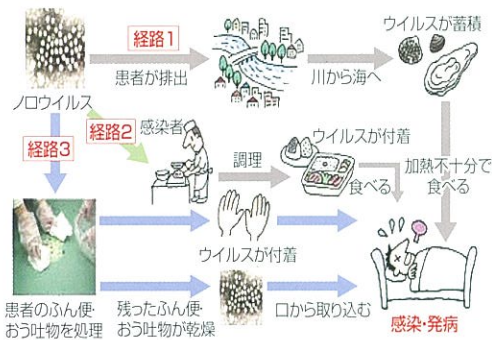 経路1
患者が排出
川から海へ
ウイルスが蓄積
ノロウイルス
経路2
感染者
調理
ウイルスが付着
食べる
加熱不十分で
食べる
経路3
ウイルスが付着
患者のふん便・
おう吐物を処理
残ったふん便・
おう吐物が乾燥
口から取り込む
感染・発病